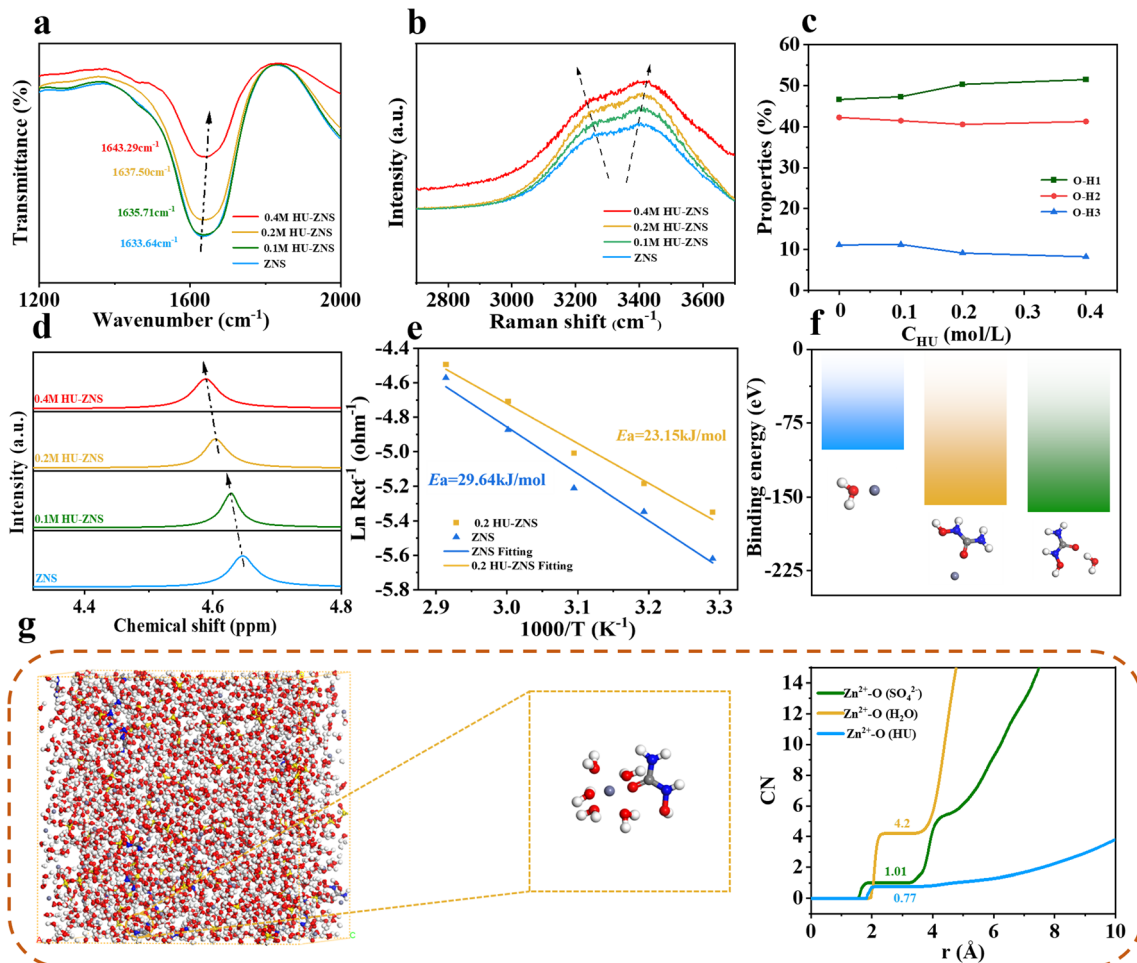 a
Transmittance (%)
1643.29cm⁻¹
1637.50cm⁻¹
1635.71cm⁻¹
1633.64cm⁻¹
0.4M HU-ZNS
0.2M HU-ZNS
0.1M HU-ZNS
ZNS
1200
1600
2000
Wavenumber (cm⁻¹)
b
Intensity (a.u.)
0.4M HU-ZNS
0.2M HU-ZNS
0.1M HU-ZNS
ZNS
3000
3200
3400
3600
Raman shift (cm⁻¹)
c
Properties (%)
60
50
40
30
20
10
0
O-H1
O-H2
O-H3
0
0.1
0.2
0.3
0.4
C_HU (mol/L)
d
Intensity (a.u.)
0.4M HU-ZNS
0.2M HU-ZNS
0.1M HU-ZNS
ZNS
4.4
4.6
4.8
Chemical shift (ppm)
e
Ln Rct⁻¹ (ohm⁻¹)
-4.4
-4.6
-4.8
-5.0
-5.2
-5.4
-5.6
-5.8
Ea=23.15kJ/mol
Ea=29.64kJ/mol
0.2 HU-ZNS
ZNS
ZNS Fitting
0.2 HU-ZNS Fitting
2.9
3.0
3.1
3.2
3.3
1000/T (K⁻¹)
f
Binding energy (eV)
0
-75
-150
-225
g
A
C
CN
14
12
10
8
6
4
2
0
Zn²⁺-O (SO₄²⁻)
Zn²⁺-O (H₂O)
Zn²⁺-O (HU)
4.2
1.01
0.77
0
2
4
6
8
10
r (Å)